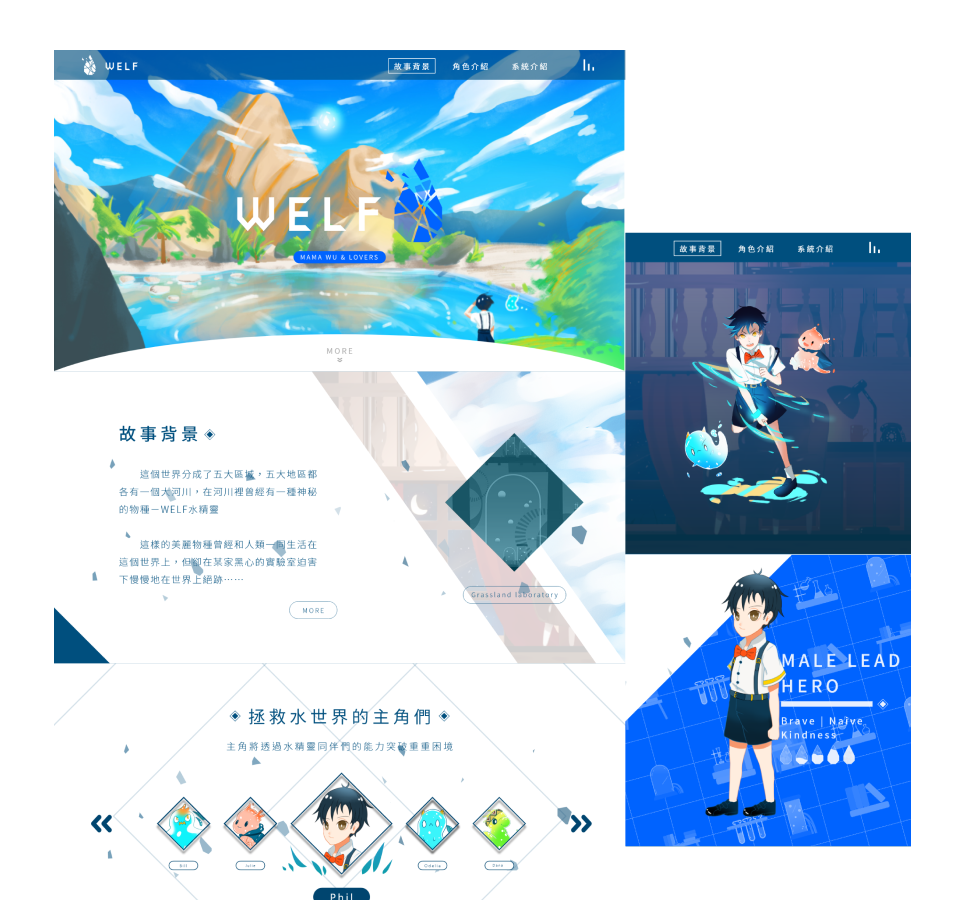 WELF
故事背景 角色介紹 系統介紹
WELF
MAMA WU & LOVERS
MORE
故事背景
這個世界分成了五大區域，五大地區都
各有一個大河川，在河川裡曾經有一種神秘
的物種－WELF水精靈
這樣的美麗物種曾經和人類一同生活在
這個世界上，但卻在某家黑心的實驗室迫害
下慢慢地在世界上絕跡……
MORE
Grassland laboratory
拯救水世界的主角們
主角將透過水精靈同伴們的能力突破重重困境
Julie
Odelia
Phil
故事背景 角色介紹 系統介紹
MALE LEAD
HERO
Brave | Naive
Kindness